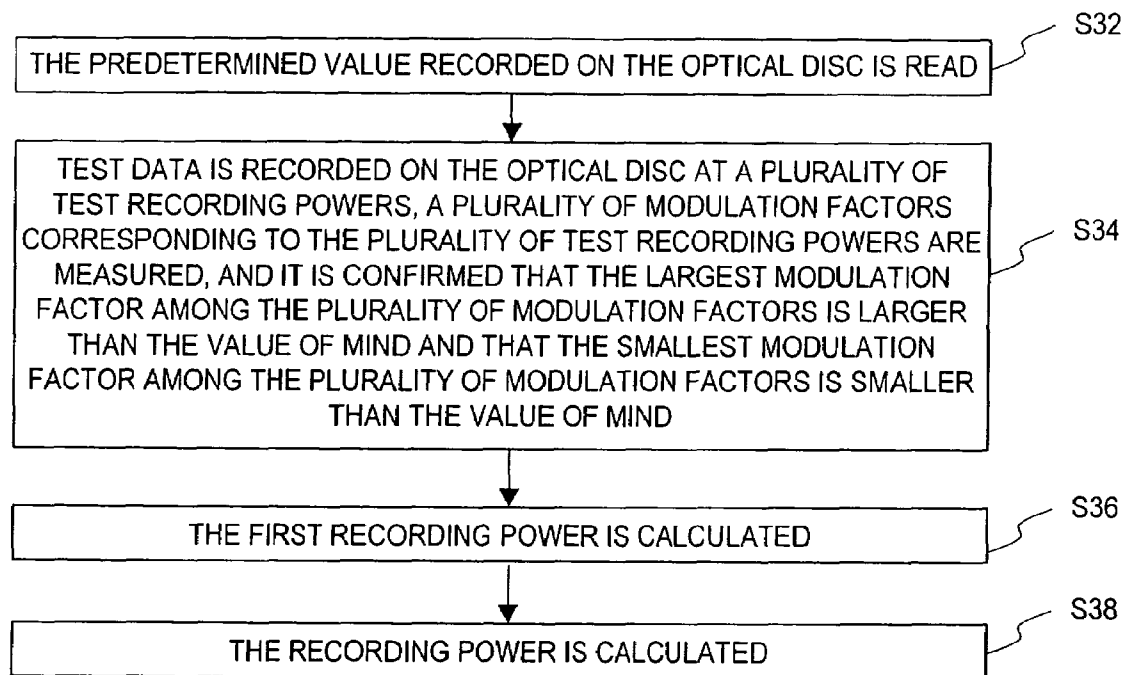 S32
THE PREDETERMINED VALUE RECORDED ON THE OPTICAL DISC IS READ
TEST DATA IS RECORDED ON THE OPTICAL DISC AT A PLURALITY OF
TEST RECORDING POWERS, A PLURALITY OF MODULATION FACTORS
CORRESPONDING TO THE PLURALITY OF TEST RECORDING POWERS ARE
MEASURED, AND IT IS CONFIRMED THAT THE LARGEST MODULATION
FACTOR AMONG THE PLURALITY OF MODULATION FACTORS IS LARGER
THAN THE VALUE OF MIND AND THAT THE SMALLEST MODULATION
FACTOR AMONG THE PLURALITY OF MODULATION FACTORS IS SMALLER
THAN THE VALUE OF MIND
S34
THE FIRST RECORDING POWER IS CALCULATED
S36
THE RECORDING POWER IS CALCULATED
S38